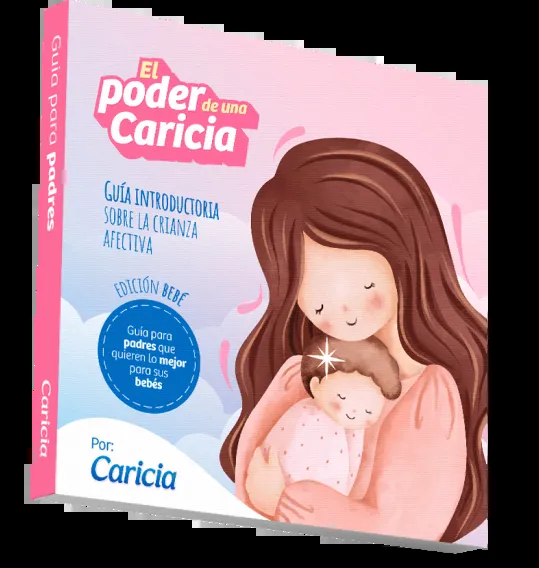 Guía para padres
Caricia
El
poder de una
Caricia
GUÍA INTRODUCTORIA
SOBRE LA CRIANZA
AFECTIVA
EDICIÓN BEBÉ
Guía para
padres que
quieren lo mejor
para sus
bebés
Por:
Caricia